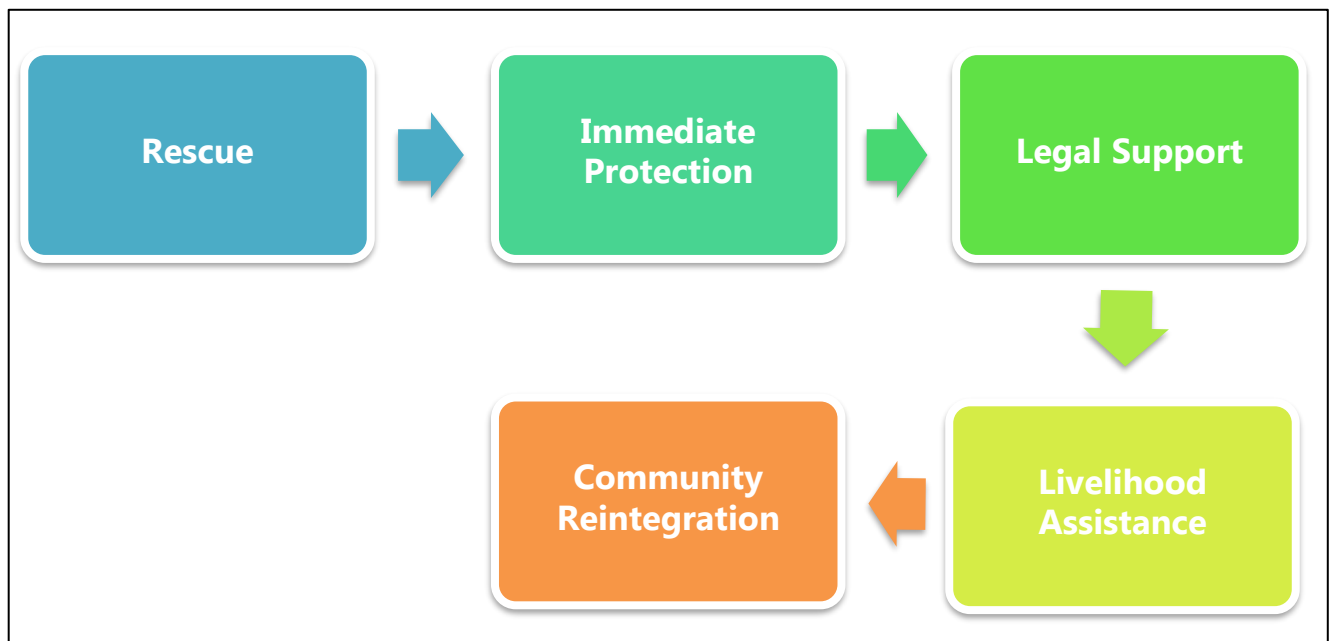 Rescue
Immediate
Protection
Legal Support
Livelihood
Assistance
Community
Reintegration